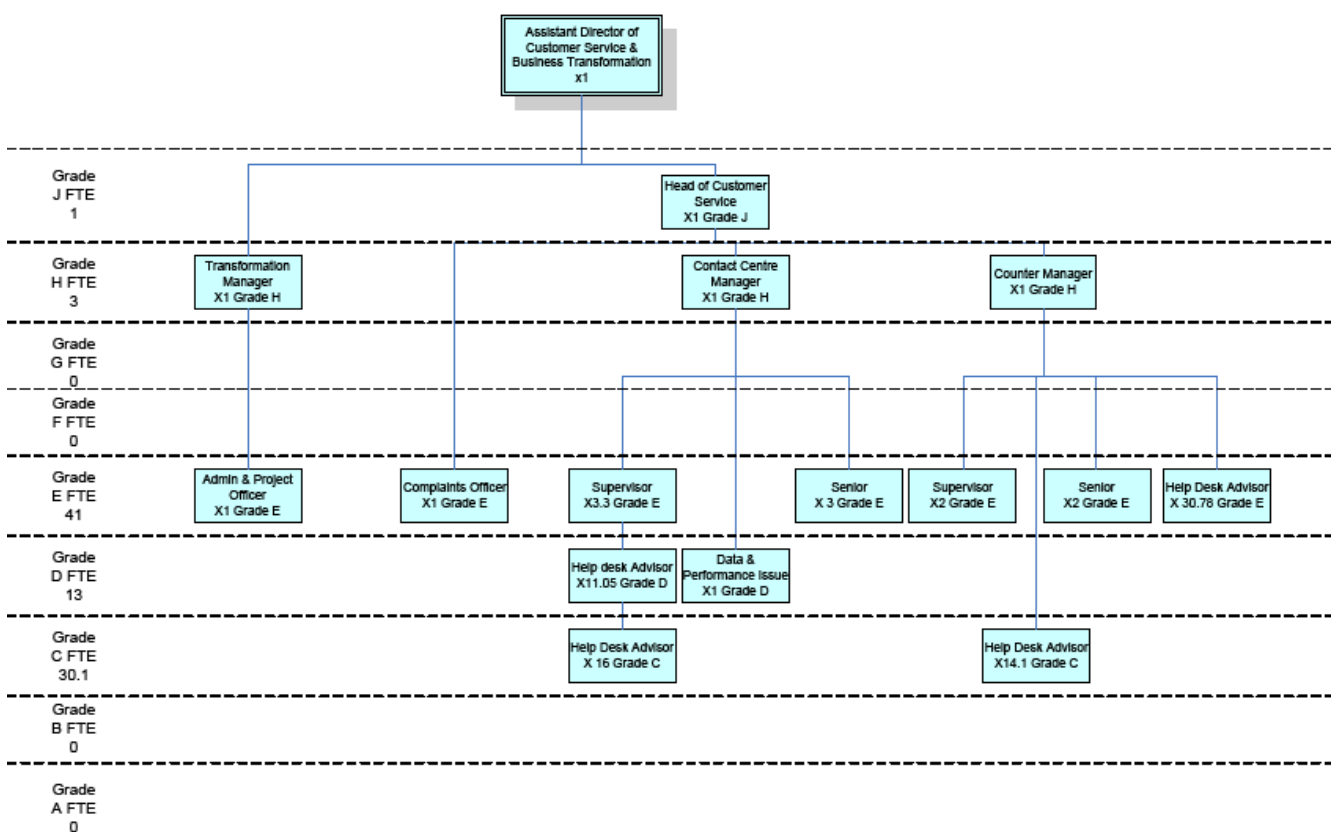 Assistant Director of
Customer Service &
Business Transformation
x1
Grade
J FTE
1
Head of Customer
Service
X1 Grade J
Grade
H FTE
3
Transformation
Manager
X1 Grade H
Contact Centre
Manager
X1 Grade H
Counter Manager
X1 Grade H
Grade
G FTE
0
Grade
F FTE
0
Grade
E FTE
41
Admin & Project
Officer
X1 Grade E
Complaints Officer
X1 Grade E
Supervisor
X3.3 Grade E
Senior
X 3 Grade E
Supervisor
X2 Grade E
Senior
X2 Grade E
Help Desk Advisor
X 30.78 Grade E
Grade
D FTE
13
Help desk Advisor
X11.05 Grade D
Data &
Performance Issue
X1 Grade D
Grade
C FTE
30.1
Help Desk Advisor
X 16 Grade C
Help Desk Advisor
X14.1 Grade C
Grade
B FTE
0
Grade
A FTE
0